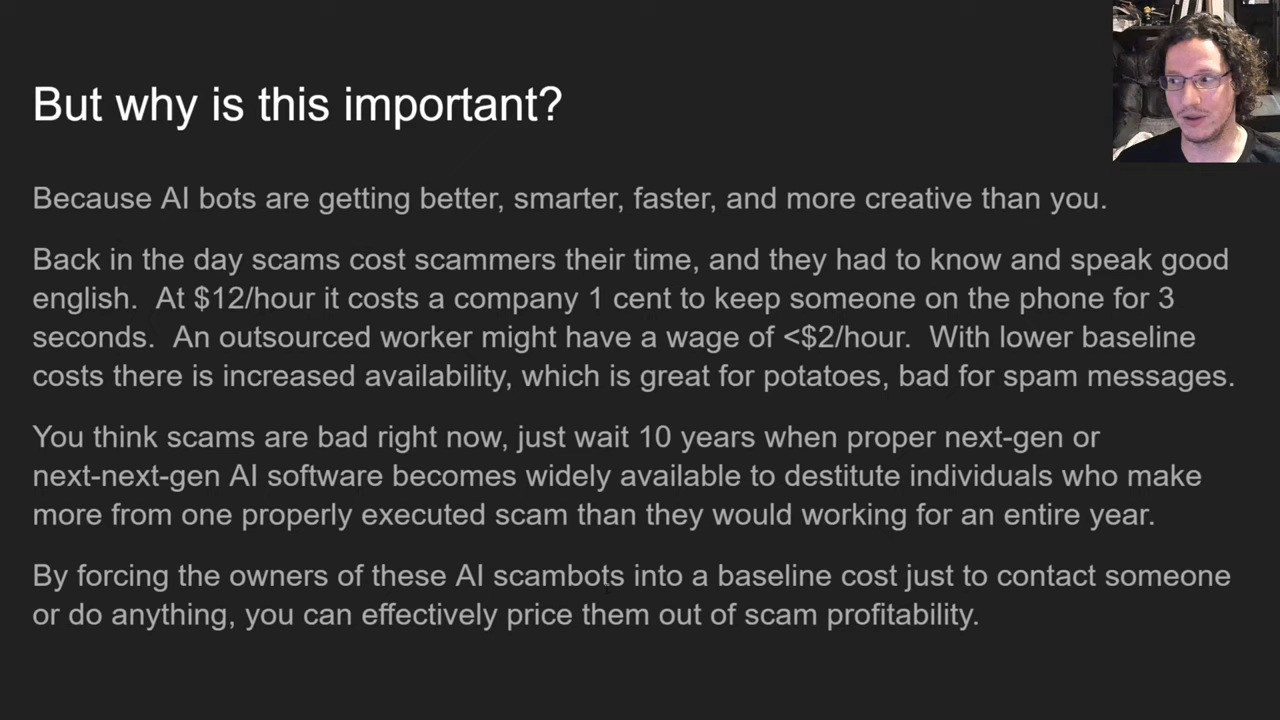 But why is this important?
Because AI bots are getting better, smarter, faster, and more creative than you.
Back in the day scams cost scammers their time, and they had to know and speak good
english.  At $12/hour it costs a company 1 cent to keep someone on the phone for 3
seconds.  An outsourced worker might have a wage of <$2/hour.  With lower baseline
costs there is increased availability, which is great for potatoes, bad for spam messages.
You think scams are bad right now, just wait 10 years when proper next-gen or
next-next-gen AI software becomes widely available to destitute individuals who make
more from one properly executed scam than they would working for an entire year.
By forcing the owners of these AI scambots into a baseline cost just to contact someone
or do anything, you can effectively price them out of scam profitability.